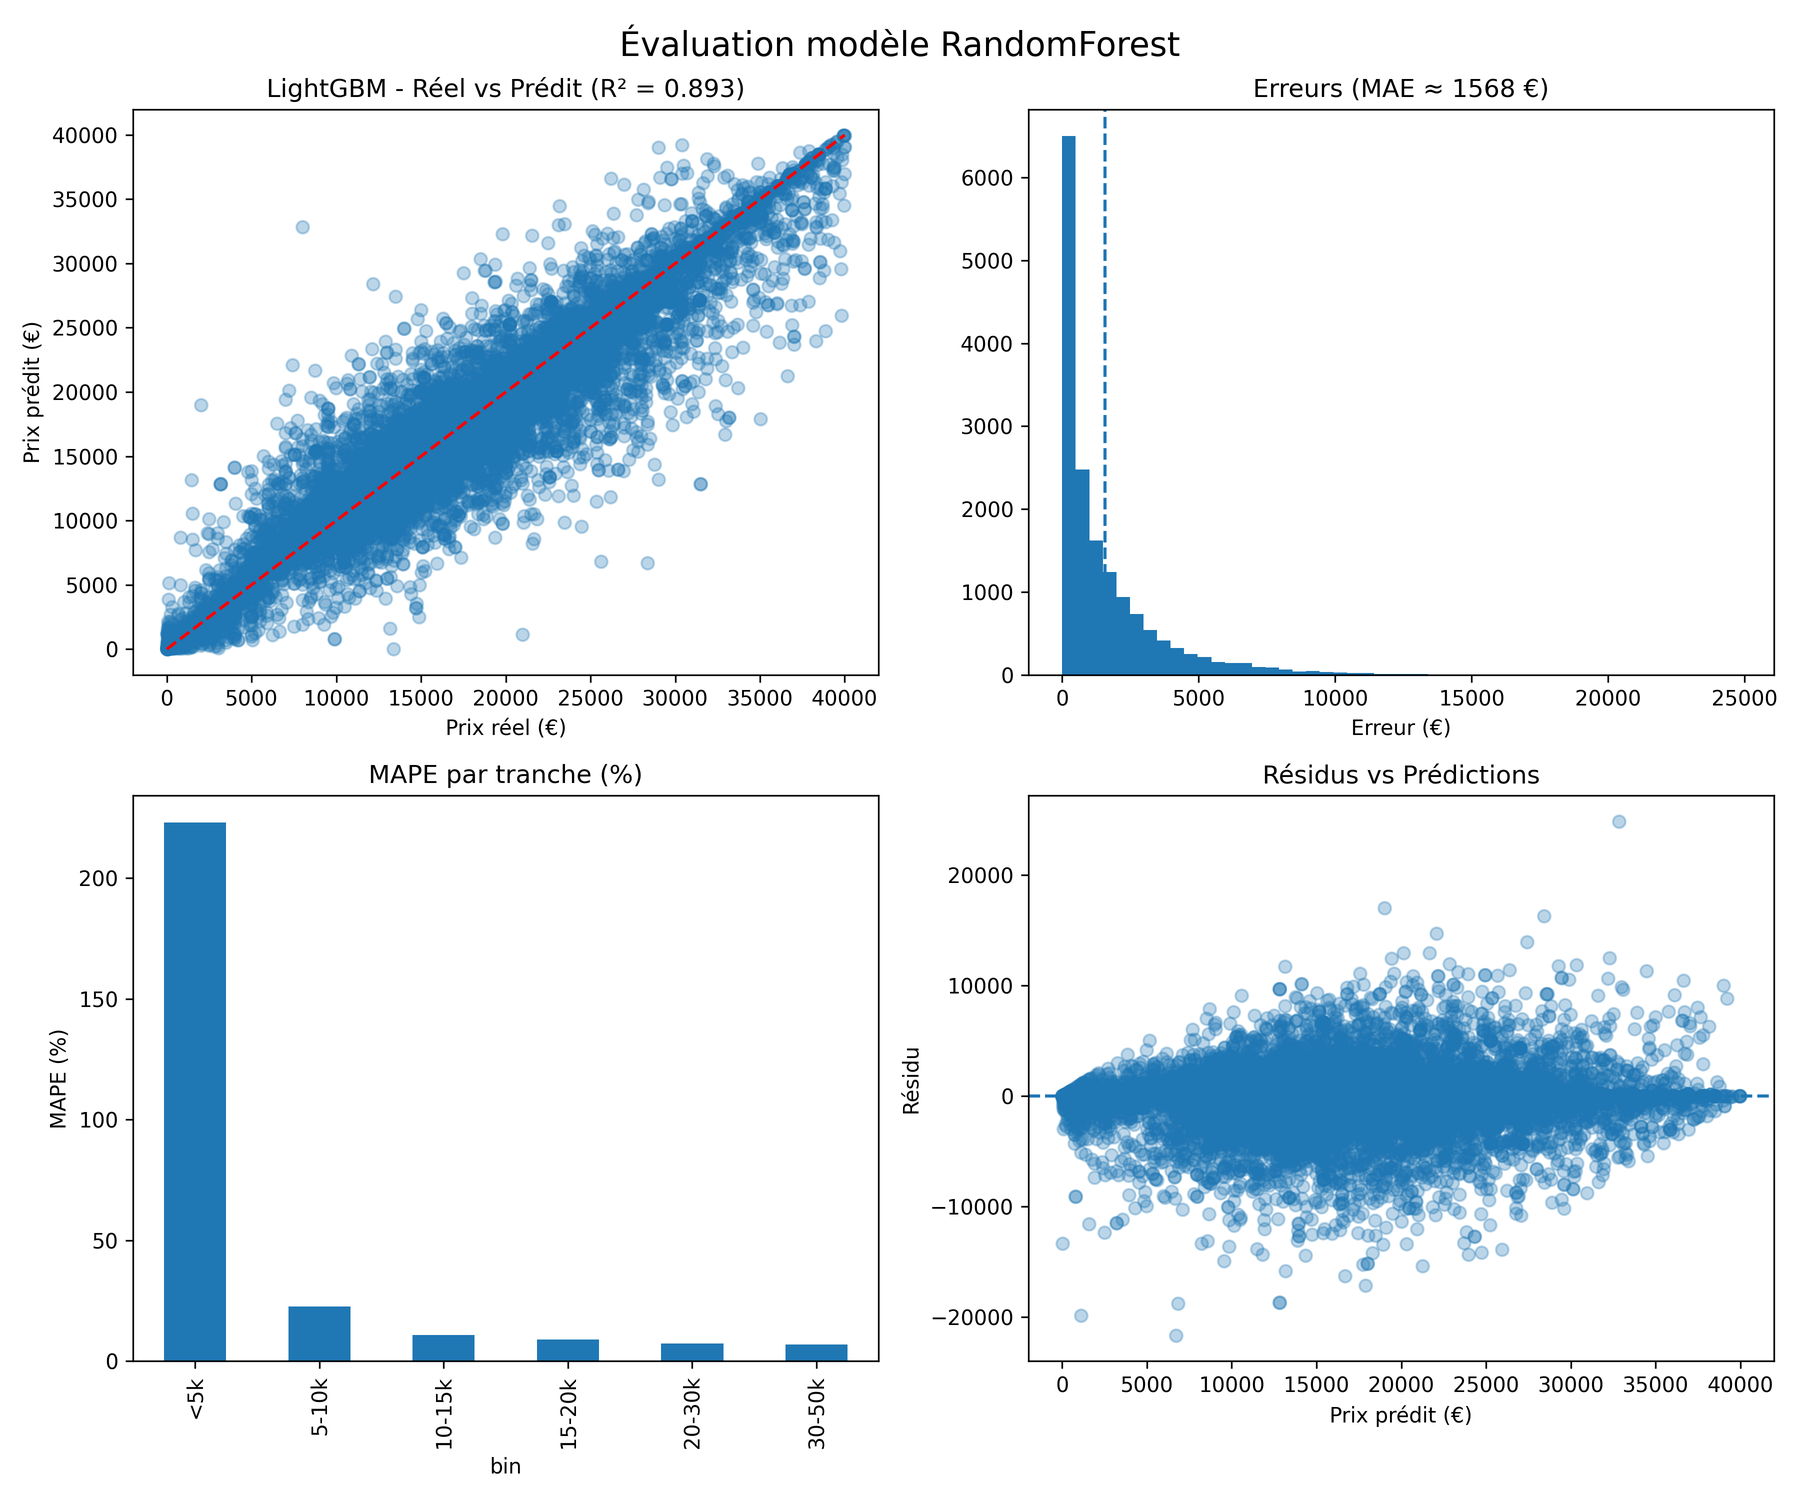 Évaluation modèle RandomForest
LightGBM - Réel vs Prédit (R² = 0.893)
40000
35000
30000
25000
20000
15000
10000
5000
0
Prix prédit (€)
0 5000 10000 15000 20000 25000 30000 35000 40000
Prix réel (€)
Erreurs (MAE ≈ 1568 €)
6000
5000
4000
3000
2000
1000
0
0 5000 10000 15000 20000 25000
Erreur (€)
MAPE par tranche (%)
200
150
100
50
0
MAPE (%)
<5k 5-10k 10-15k 15-20k 20-30k 30-50k
bin
Résidus vs Prédictions
20000
10000
0
−10000
−20000
Résidu
0 5000 10000 15000 20000 25000 30000 35000 40000
Prix prédit (€)